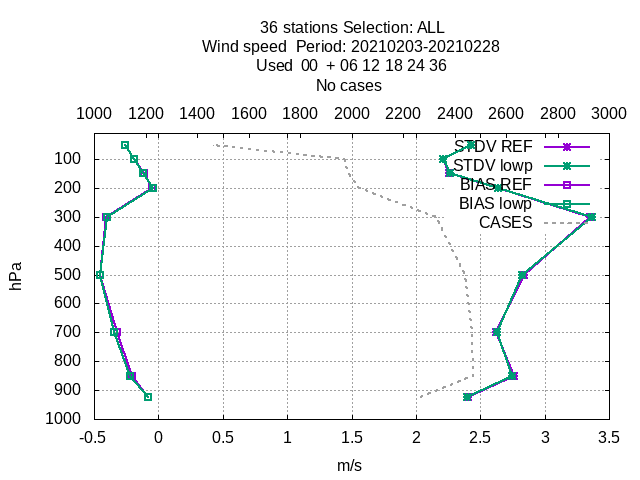 36 stations Selection: ALL
Wind speed  Period: 20210203-20210228
Used  00  + 06 12 18 24 36
No cases
1000 1200 1400 1600 1800 2000 2200 2400 2600 2800 3000
STDV REF
STDV lowp
BIAS REF
BIAS lowp
CASES
100
200
300
400
500
600
700
800
900
1000
hPa
-0.5 0 0.5 1 1.5 2 2.5 3 3.5
m/s